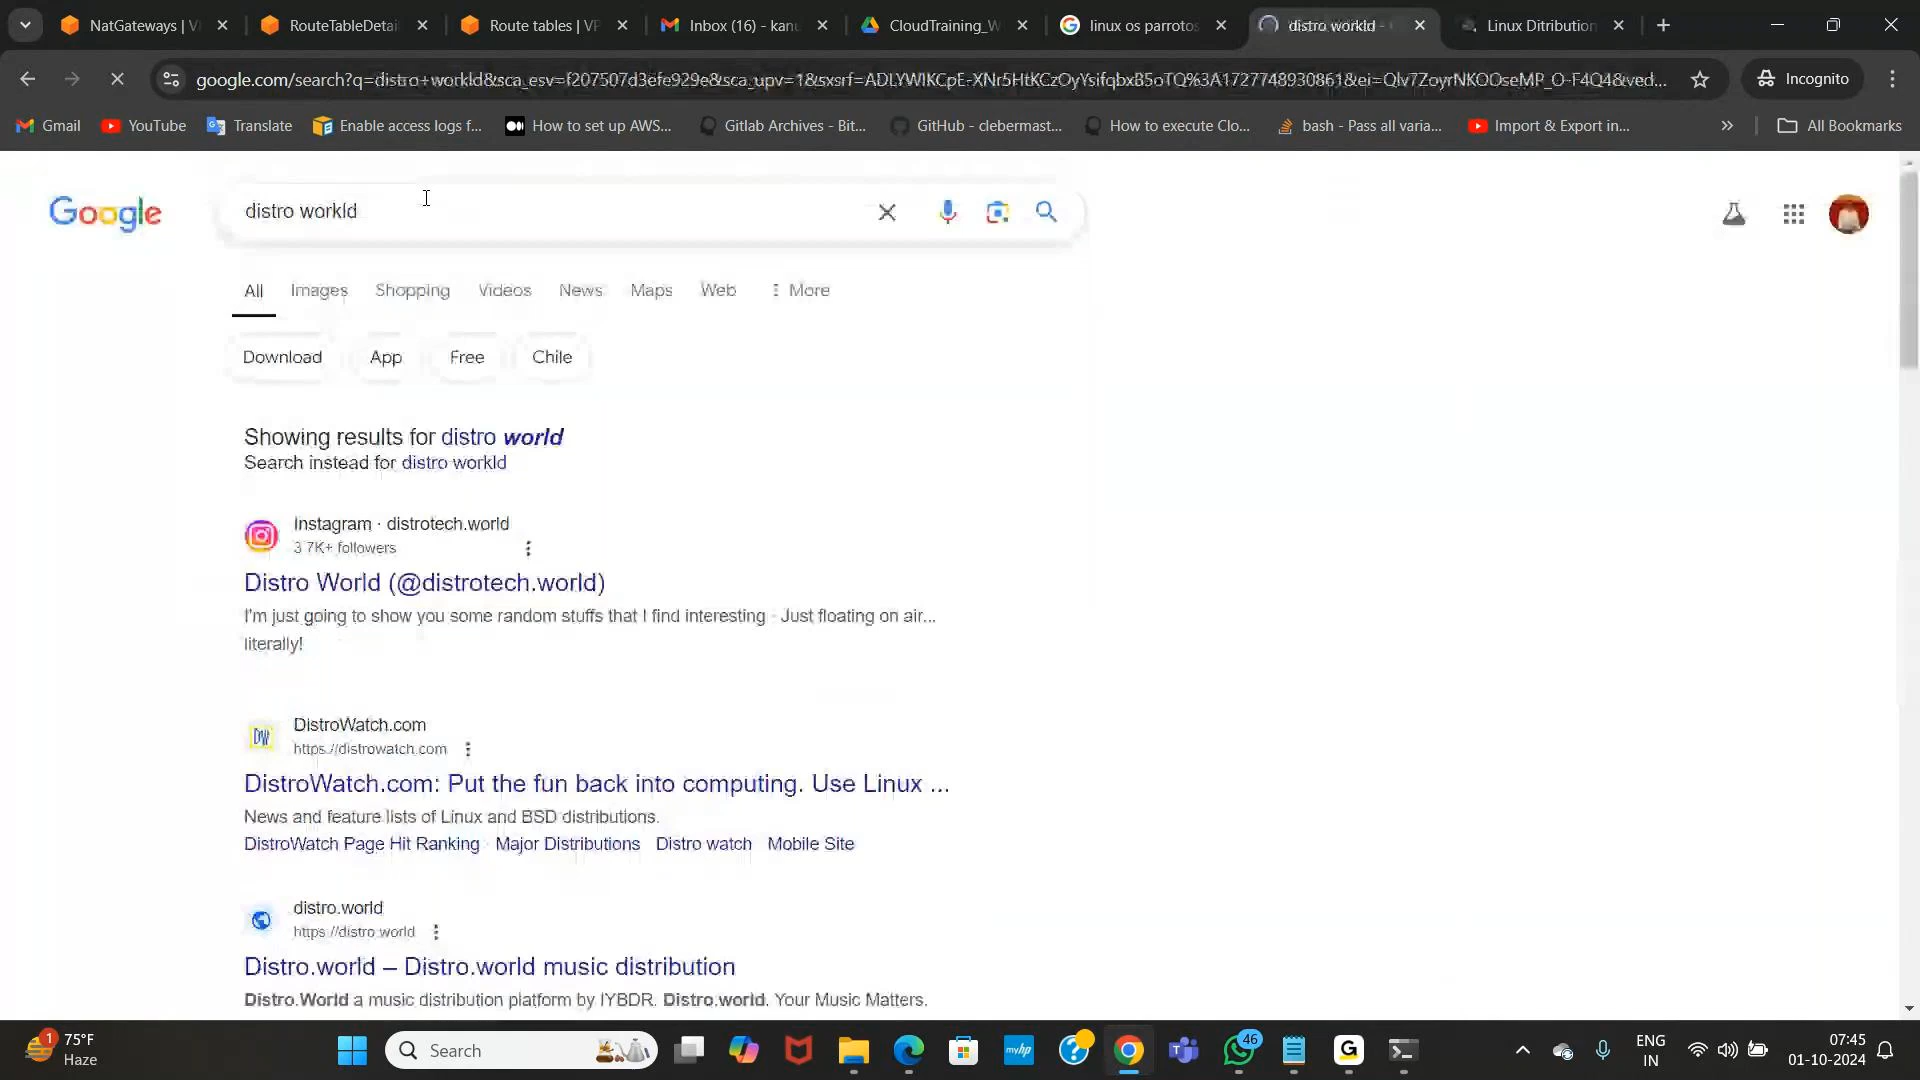 NatGateways | V
RouteTableDetai
Route tables | VP
Inbox (16) - kanu
CloudTraining_W
linux os parrotos
distro workld - G
Linux Ditribution
google.com/search?q=distro+workld&sca_esv=f207507d3efe929e&sca_upv=1&sxsrf=ADLYWIKCpE-XNr5HtKCzOyYsifqbxB5oTQ%3A1727748930861&ei=Qlv7ZoyrNKOOseMP_O-F4Q4&ved...
Incognito
Gmail
YouTube
Translate
Enable access logs f...
How to set up AWS...
Gitlab Archives - Bit...
GitHub - clebermast...
How to execute Clo...
bash - Pass all varia...
Import & Export in...
All Bookmarks
Google
distro workld
All Images Shopping Videos News Maps Web More
Download App Free Chile
Showing results for distro world
Search instead for distro workld
Instagram · distrotech.world
3.7K+ followers
Distro World (@distrotech.world)
I'm just going to show you some random stuffs that I find interesting - Just floating on air...
literally!
DW
DistroWatch.com
https://distrowatch.com
DistroWatch.com: Put the fun back into computing. Use Linux ...
News and feature lists of Linux and BSD distributions.
DistroWatch Page Hit Ranking · Major Distributions · Distro watch · Mobile Site
distro.world
https://distro.world
Distro.world – Distro.world music distribution
Distro.World a music distribution platform by IYBDR. Distro.world. Your Music Matters.
1
75°F
Haze
Search
myhp
46
G
ENG
IN
07:45
01-10-2024